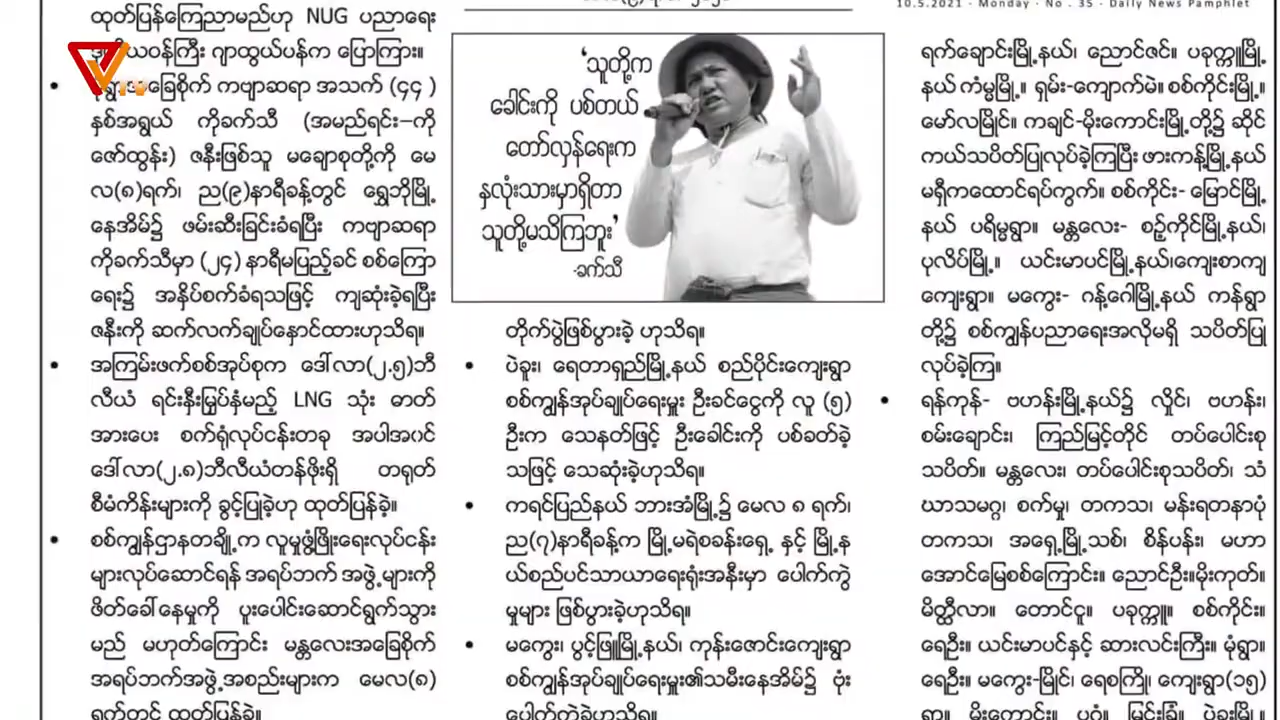 10.5.2021 - Monday - No . 35 - Daily News Pamphlet
ထုတ်ပြန်ကြေညာမည်ဟု NUG ပညာရေး
ဒုတိယဝန်ကြီး ဂျာထွယ်ပန်က ပြောကြား။
• အခြေစိုက် ကဗျာဆရာ အသက် (၄၄ )
နှစ်အရွယ် ကိုခက်သီ (အမည်ရင်း−ကို
ဇော်ထွန်း) ဇနီးဖြစ်သူ မချောစုတို့ကို မေ
လ(၈)ရက်၊ ည(၉)နာရီခန့်တွင် ရွှေဘိုမြို့
နေအိမ်၌ ဖမ်းဆီးခြင်းခံရပြီး ကဗျာဆရာ
ကိုခက်သီမှာ (၂၄) နာရီမပြည့်ခင် စစ်ကြော
ရေး၌ အနှိပ်စက်ခံရသဖြင့် ကျဆုံးခဲ့ရပြီး
ဇနီးကို ဆက်လက်ချုပ်နှောင်ထားဟုသိရ။
• အကြမ်းဖက်စစ်အုပ်စုက ဒေါ်လာ(၂.၅)ဘီ
လီယံ ရင်းနှီးမြှုပ်နှံမည့် LNG သုံး ဓာတ်
အားပေး စက်ရုံလုပ်ငန်းတခု အပါအဝင်
ဒေါ်လာ(၂.၈)ဘီလီယံတန်ဖိုးရှိ တရုတ်
စီမံကိန်းများကို ခွင့်ပြုခဲ့ဟု ထုတ်ပြန်ခဲ့။
• စစ်ကျွန်ဌာနတချို့က လူမှုဖွံ့ဖြိုးရေးလုပ်ငန်း
များလုပ်ဆောင်ရန် အရပ်ဘက် အဖွဲ့များကို
ဖိတ်ခေါ်နေမှုကို ပူးပေါင်းဆောင်ရွက်သွား
မည် မဟုတ်ကြောင်း မန္တလေးအခြေစိုက်
အရပ်ဘက်အဖွဲ့အစည်းများက မေလ(၈)
ရက်တွင် ထုတ်ပြန်ခဲ့။
‘သူတို့က
ခေါင်းကို ပစ်တယ်
တော်လှန်ရေးက
နှလုံးသားမှာရှိတာ
သူတို့မသိကြဘူး’
-ခက်သီ
တိုက်ပွဲဖြစ်ပွားခဲ့ ဟုသိရ။
• ပဲခူး၊ ရေတာရှည်မြို့နယ် စည်ပိုင်းကျေးရွာ
စစ်ကျွန်အုပ်ချုပ်ရေးမှူး ဦးခင်ငွေကို လူ (၅)
ဦးက သေနတ်ဖြင့် ဦးခေါင်းကို ပစ်ခတ်ခဲ့
သဖြင့် သေဆုံးခဲ့ဟုသိရ။
• ကရင်ပြည်နယ် ဘားအံမြို့၌ မေလ ၈ ရက်၊
ည(၇)နာရီခန့်က မြို့မရဲစခန်းရှေ့ နှင့် မြို့န
ယ်စည်ပင်သာယာရေးရုံးအနီးမှာ ပေါက်ကွဲ
မှုများ ဖြစ်ပွားခဲ့ဟုသိရ။
• မကွေး၊ ပွင့်ဖြူမြို့နယ်၊ ကုန်းဇောင်းကျေးရွာ
စစ်ကျွန်အုပ်ချုပ်ရေးမှူး၏သမီးနေအိမ်၌ ဗုံး
ပေါက်ကွဲခဲ့ဟုသိရ။
ရက်ချောင်းမြို့နယ်၊ ညောင်ဇင်။ ပခုက္ကူမြို့
နယ် ကံမ္မမြို့။ ရှမ်း-ကျောက်မဲ။ စစ်ကိုင်းမြို့။
မော်လမြိုင်။ ကချင်-မိုးကောင်းမြို့တို့၌ ဆိုင်
ကယ်သပိတ်ပြုလုပ်ခဲ့ကြပြီး ဖားကန့်မြို့နယ်
မရှီကထောင်ရပ်ကွက်။ စစ်ကိုင်း- မြောင်မြို့
နယ် ပရိမ္မရွာ။ မန္တလေး- စဉ့်ကိုင်မြို့နယ်၊
ပုလိပ်မြို့။ ယင်းမာပင်မြို့နယ်၊ကျေးစာကျ
ကျေးရွာ။ မကွေး- ဂန့်ဂေါမြို့နယ် ကန်ရွာ
တို့၌ စစ်ကျွန်ပညာရေးအလိုမရှိ သပိတ်ပြု
လုပ်ခဲ့ကြ။
• ရန်ကုန်- ဗဟန်းမြို့နယ်၌ လှိုင်၊ ဗဟန်း၊
စမ်းချောင်း၊ ကြည့်မြင့်တိုင် တပ်ပေါင်းစု
သပိတ်။ မန္တလေး၊ တပ်ပေါင်းစုသပိတ်၊ သံ
ဃာသမဂ္ဂ၊ စက်မှု၊ တကသ၊ မန်းရတနာပုံ
တကသ၊ အရှေ့မြို့သစ်၊ စိန်ပန်း၊ မဟာ
အောင်မြေစစ်ကြောင်း။ ညောင်ဦး။မိုးကုတ်။
မိတ္ထီလာ။ တောင်ငူ။ ပခုက္ကူ။ စစ်ကိုင်း။
ရေဦး။ ယင်းမာပင်နှင့် ဆားလင်းကြီး။ မုံရွာ။
ရေဦး။ မကွေး-မြိုင်၊ ရေစကြို၊ ကျေးရွာ(၁၅)
ရွာ။ မိုးကောင်း။ ပုဂံ။ မြင်းခြံ။ ပဲခူးမြို့။